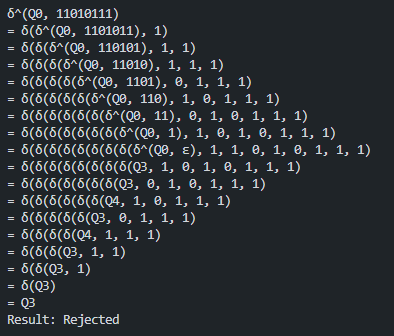 δ^(Q0, 11010111)
= δ(δ^(Q0, 1101011), 1)
= δ(δ(δ^(Q0, 110101), 1, 1)
= δ(δ(δ(δ^(Q0, 11010), 1, 1, 1)
= δ(δ(δ(δ(δ^(Q0, 1101), 0, 1, 1, 1)
= δ(δ(δ(δ(δ(δ^(Q0, 110), 1, 0, 1, 1, 1)
= δ(δ(δ(δ(δ(δ(δ^(Q0, 11), 0, 1, 0, 1, 1, 1)
= δ(δ(δ(δ(δ(δ(δ(δ^(Q0, 1), 1, 0, 1, 0, 1, 1, 1)
= δ(δ(δ(δ(δ(δ(δ(δ(δ^(Q0, ε), 1, 1, 0, 1, 0, 1, 1, 1)
= δ(δ(δ(δ(δ(δ(δ(Q3, 1, 0, 1, 0, 1, 1, 1)
= δ(δ(δ(δ(δ(δ(Q3, 0, 1, 0, 1, 1, 1)
= δ(δ(δ(δ(δ(Q4, 1, 0, 1, 1, 1)
= δ(δ(δ(δ(Q3, 0, 1, 1, 1)
= δ(δ(δ(Q4, 1, 1, 1)
= δ(δ(Q3, 1, 1)
= δ(Q3, 1)
= δ(Q3)
= Q3
Result: Rejected